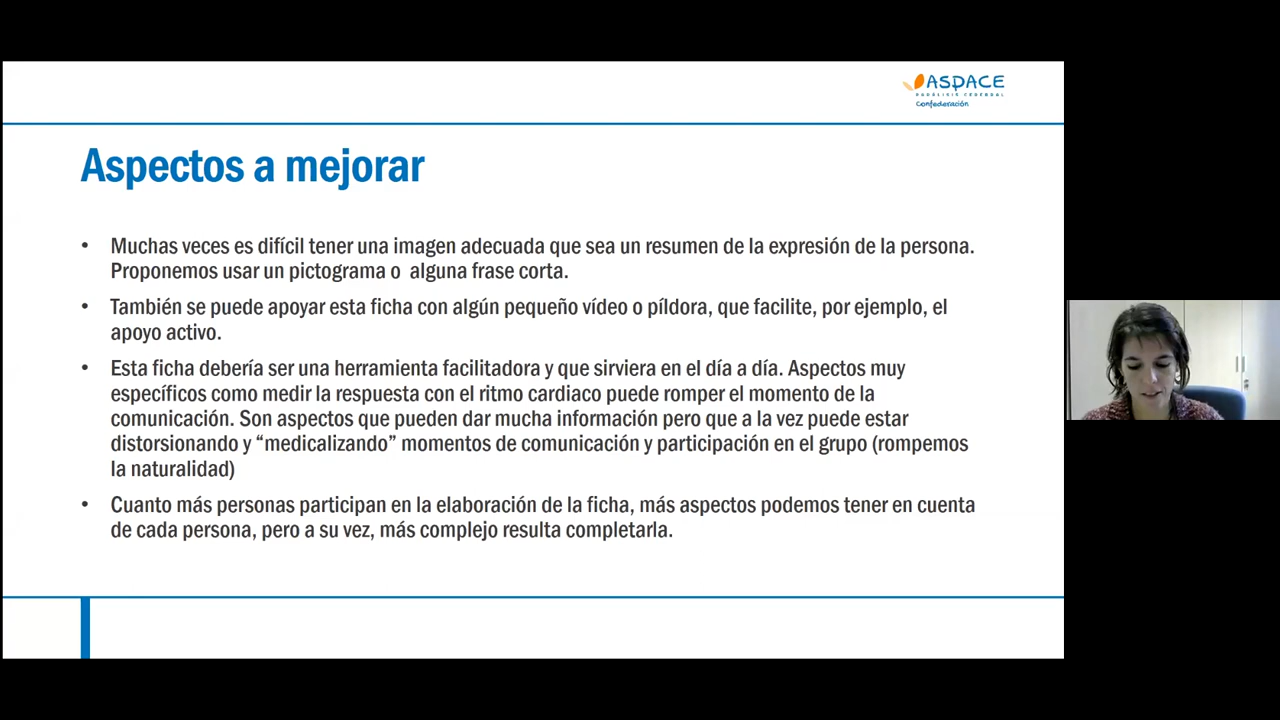 ASPACE
PARÁLISIS CEREBRAL
Confederación
Aspectos a mejorar
• Muchas veces es difícil tener una imagen adecuada que sea un resumen de la expresión de la persona.
Proponemos usar un pictograma o alguna frase corta.
• También se puede apoyar esta ficha con algún pequeño vídeo o píldora, que facilite, por ejemplo, el
apoyo activo.
• Esta ficha debería ser una herramienta facilitadora y que sirviera en el día a día. Aspectos muy
específicos como medir la respuesta con el ritmo cardiaco puede romper el momento de la
comunicación. Son aspectos que pueden dar mucha información pero que a la vez puede estar
distorsionando y “medicalizando” momentos de comunicación y participación en el grupo (rompemos
la naturalidad)
• Cuanto más personas participan en la elaboración de la ficha, más aspectos podemos tener en cuenta
de cada persona, pero a su vez, más complejo resulta completarla.